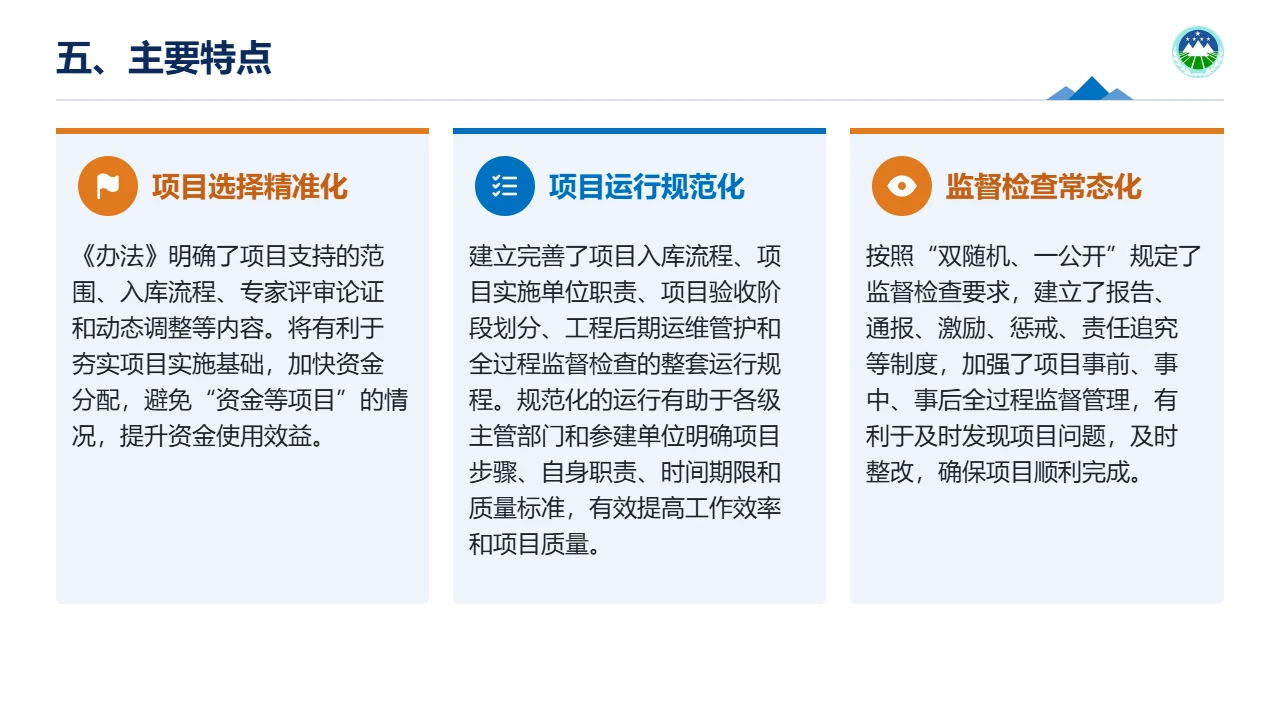 五、主要特点
项目选择精准化
《办法》明确了项目支持的范
围、入库流程、专家评审论证
和动态调整等内容。将有利于
夯实项目实施基础，加快资金
分配，避免“资金等项目”的情
况，提升资金使用效益。
项目运行规范化
建立完善了项目入库流程、项
目实施单位职责、项目验收阶
段划分、工程后期运维管护和
全过程监督检查的整套运行规
程。规范化的运行有助于各级
主管部门和参建单位明确项目
步骤、自身职责、时间期限和
质量标准，有效提高工作效率
和项目质量。
监督检查常态化
按照“双随机、一公开”规定了
监督检查要求，建立了报告、
通报、激励、惩戒、责任追究
等制度，加强了项目事前、事
中、事后全过程监督管理，有
利于及时发现项目问题，及时
整改，确保项目顺利完成。